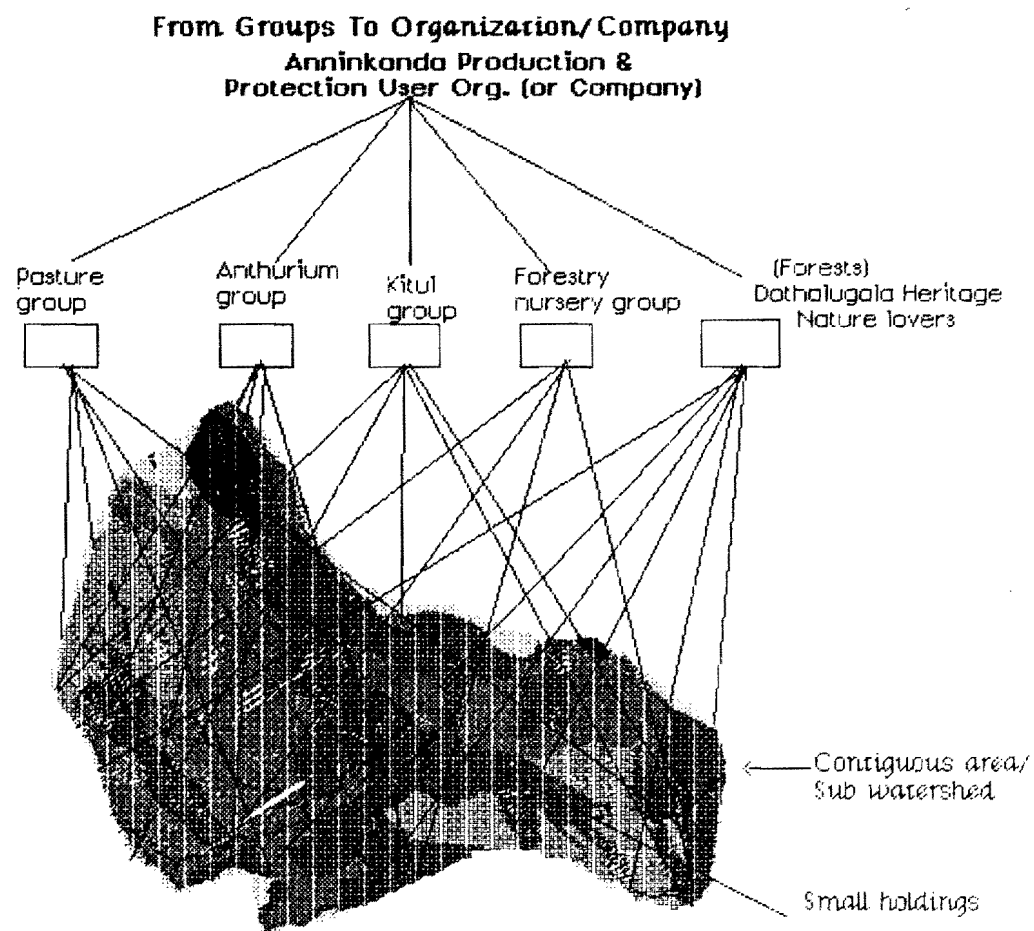 From Groups To Organization/Company
Anninkanda Production &
Protection User Org. (or Company)
Pasture
group
Anthurium
group
Kitul
group
Forestry
nursery group
(Forests)
Dothalugala Heritage
Nature lovers
Contiguous area/
Sub watershed
Small holdings